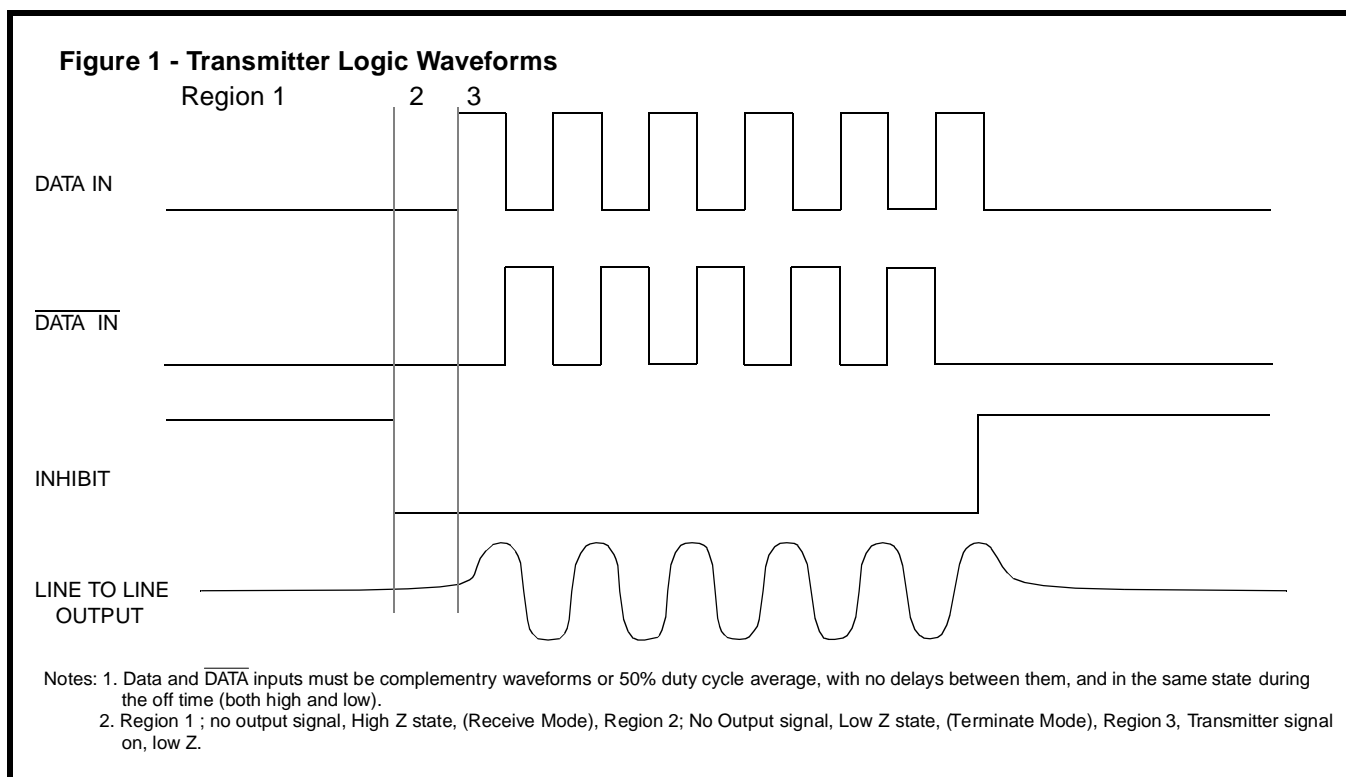 Figure 1 - Transmitter Logic Waveforms
Region 1 2 3
DATA IN
DATA IN
INHIBIT
LINE TO LINE
OUTPUT
Notes: 1. Data and DATA inputs must be complementry waveforms or 50% duty cycle average, with no delays between them, and in the same state during
the off time (both high and low).
2. Region 1 ; no output signal, High Z state, (Receive Mode), Region 2; No Output signal, Low Z state, (Terminate Mode), Region 3, Transmitter signal
on, low Z.